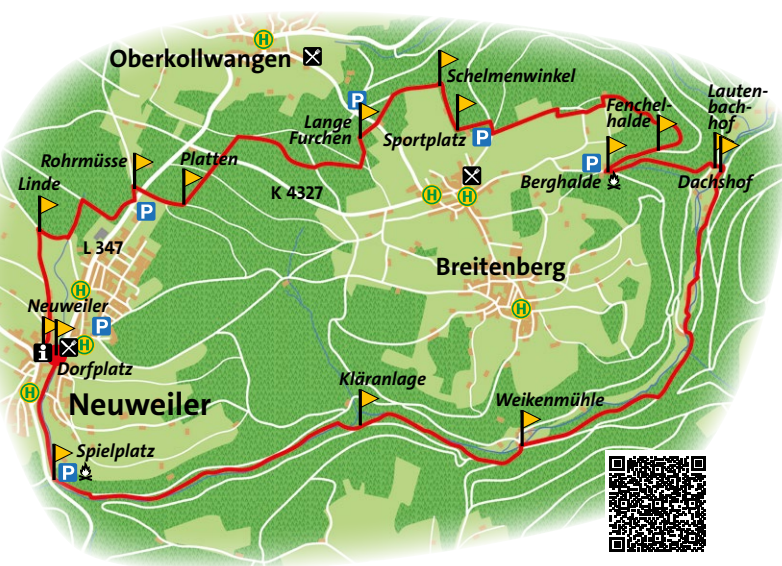 H
Oberkollwangen
Schelmenwinkel
P
Lange
Furchen
Sportplatz
P
Fenchel-
halde
Lauten-
bach-
hof
Rohrmüsse
Platten
Linde
P
K 4327
H
H
P
Berghalde
Dachshof
L 347
Breitenberg
H
H
Neuweiler
P
i
H
Dorfplatz
H
Neuweiler
Kläranlage
Weikenmühle
Spielplatz
P